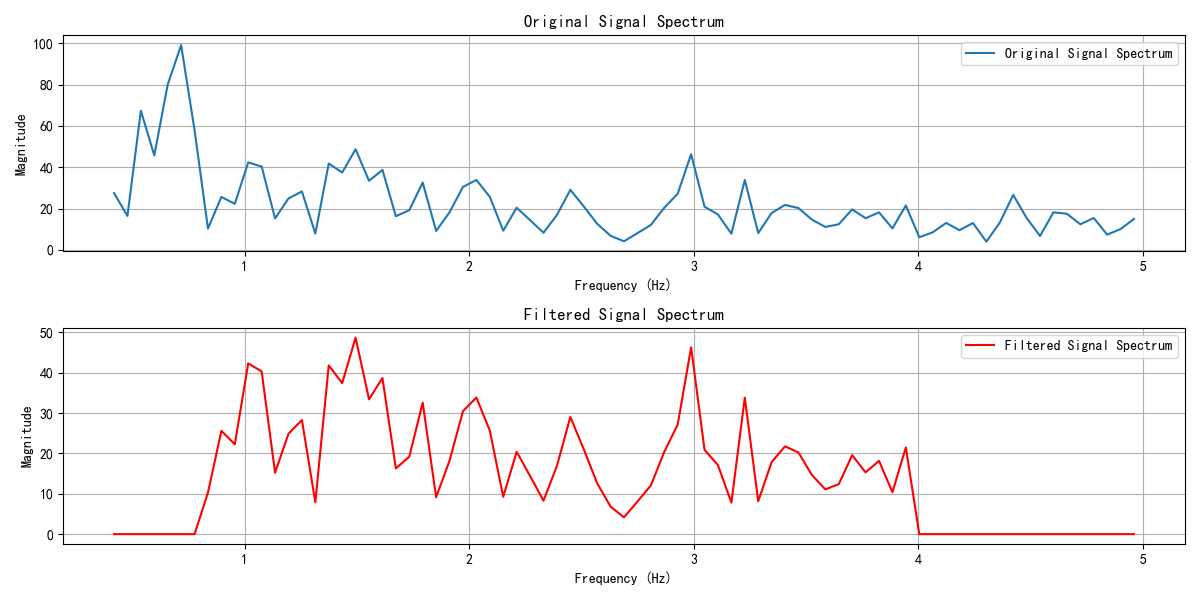 Original Signal Spectrum
Original Signal Spectrum
Magnitude
100
80
60
40
20
0
1
2
3
4
5
Frequency (Hz)
Filtered Signal Spectrum
Filtered Signal Spectrum
Magnitude
50
40
30
20
10
0
1
2
3
4
5
Frequency (Hz)